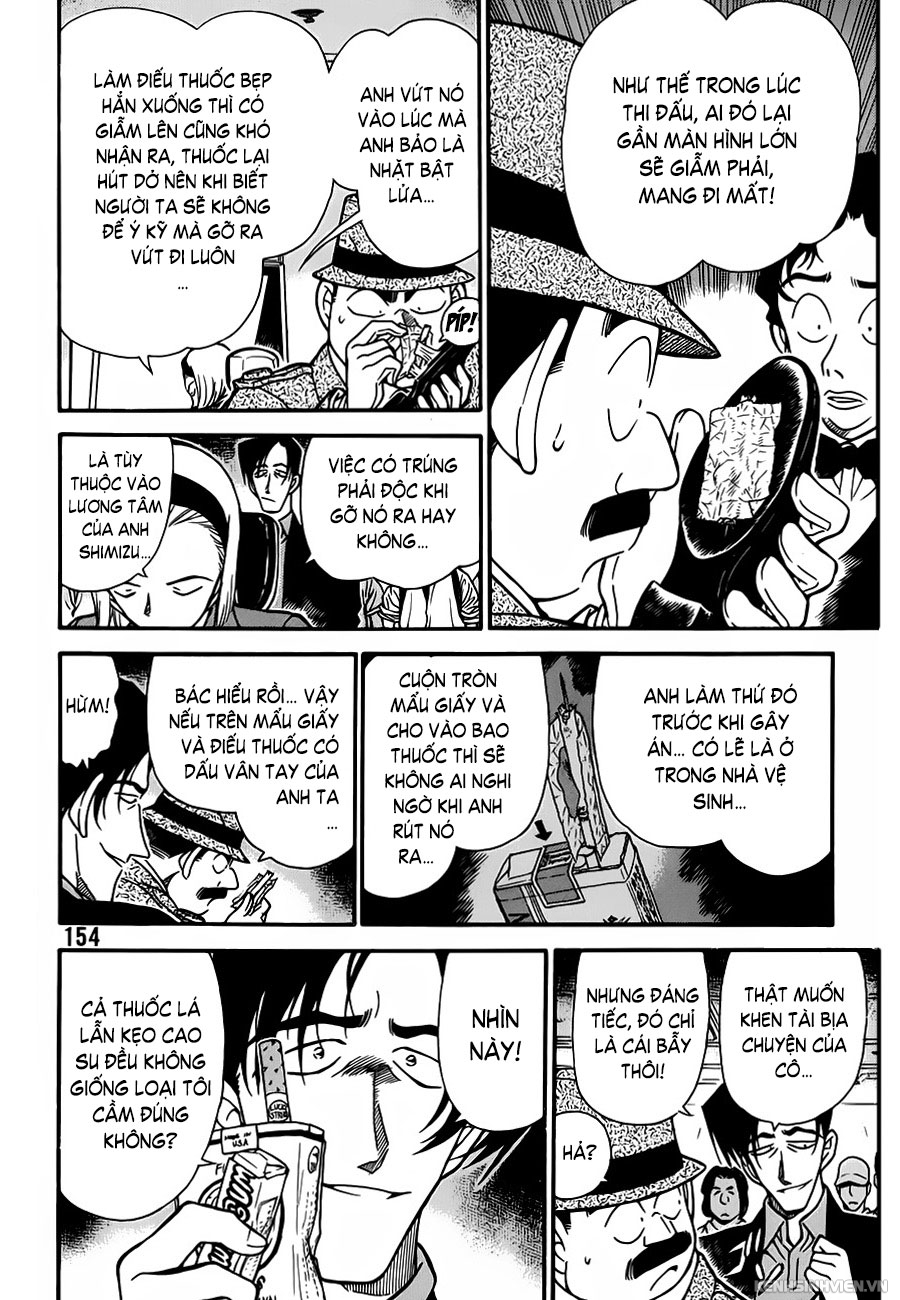 NHƯ THẾ TRONG LÚC
THI ĐẤU, AI ĐÓ LẠI
GẦN MÀN HÌNH LỚN
SẼ GIẪM PHẢI,
MANG ĐI MẤT!
ANH VỨT NÓ
VÀO LÚC MÀ
ANH BẢO LÀ
NHẶT BẬT
LỬA...
LÀM ĐIẾU THUỐC BẸP
HẲN XUỐNG THÌ CÓ
GIẪM LÊN CŨNG KHÓ
NHẬN RA, THUỐC LẠI
HÚT DỞ NÊN KHI BIẾT
NGƯỜI TA SẼ KHÔNG
ĐỂ Ý KỸ MÀ GỠ RA
VỨT ĐI LUÔN
...
PÍP!
VIỆC CÓ TRÚNG
PHẢI ĐỘC KHI
GỠ NÓ RA HAY
KHÔNG...
LÀ TÙY
THUỘC VÀO
LƯƠNG TÂM
CỦA ANH
SHIMIZU...
ANH LÀM THỨ ĐÓ
TRƯỚC KHI GÂY
ÁN... CÓ LẼ LÀ Ở
TRONG NHÀ VỆ
SINH...
CUỘN TRÒN
MẨU GIẤY VÀ
CHO VÀO BAO
THUỐC THÌ SẼ
KHÔNG AI NGHI
NGỜ KHI ANH
RÚT NÓ
RA...
BÁC HIỂU RỒI... VẬY
NẾU TRÊN MẨU GIẤY
VÀ ĐIẾU THUỐC CÓ
DẤU VÂN TAY CỦA
ANH TA
...
HỪM!
154
THẬT MUỐN
KHEN TÀI BỊA
CHUYỆN CỦA
CÔ...
NHƯNG ĐÁNG
TIẾC, ĐÓ CHỈ
LÀ CÁI BẪY
THÔI!
HẢ?
NHÌN
NÀY!
CẢ THUỐC LÁ
LẪN KẸO CAO
SU ĐỀU KHÔNG
GIỐNG LOẠI TÔI
CẦM ĐÚNG
KHÔNG?
MADE IN
U.S.A
KENHSINHVIEN.VN